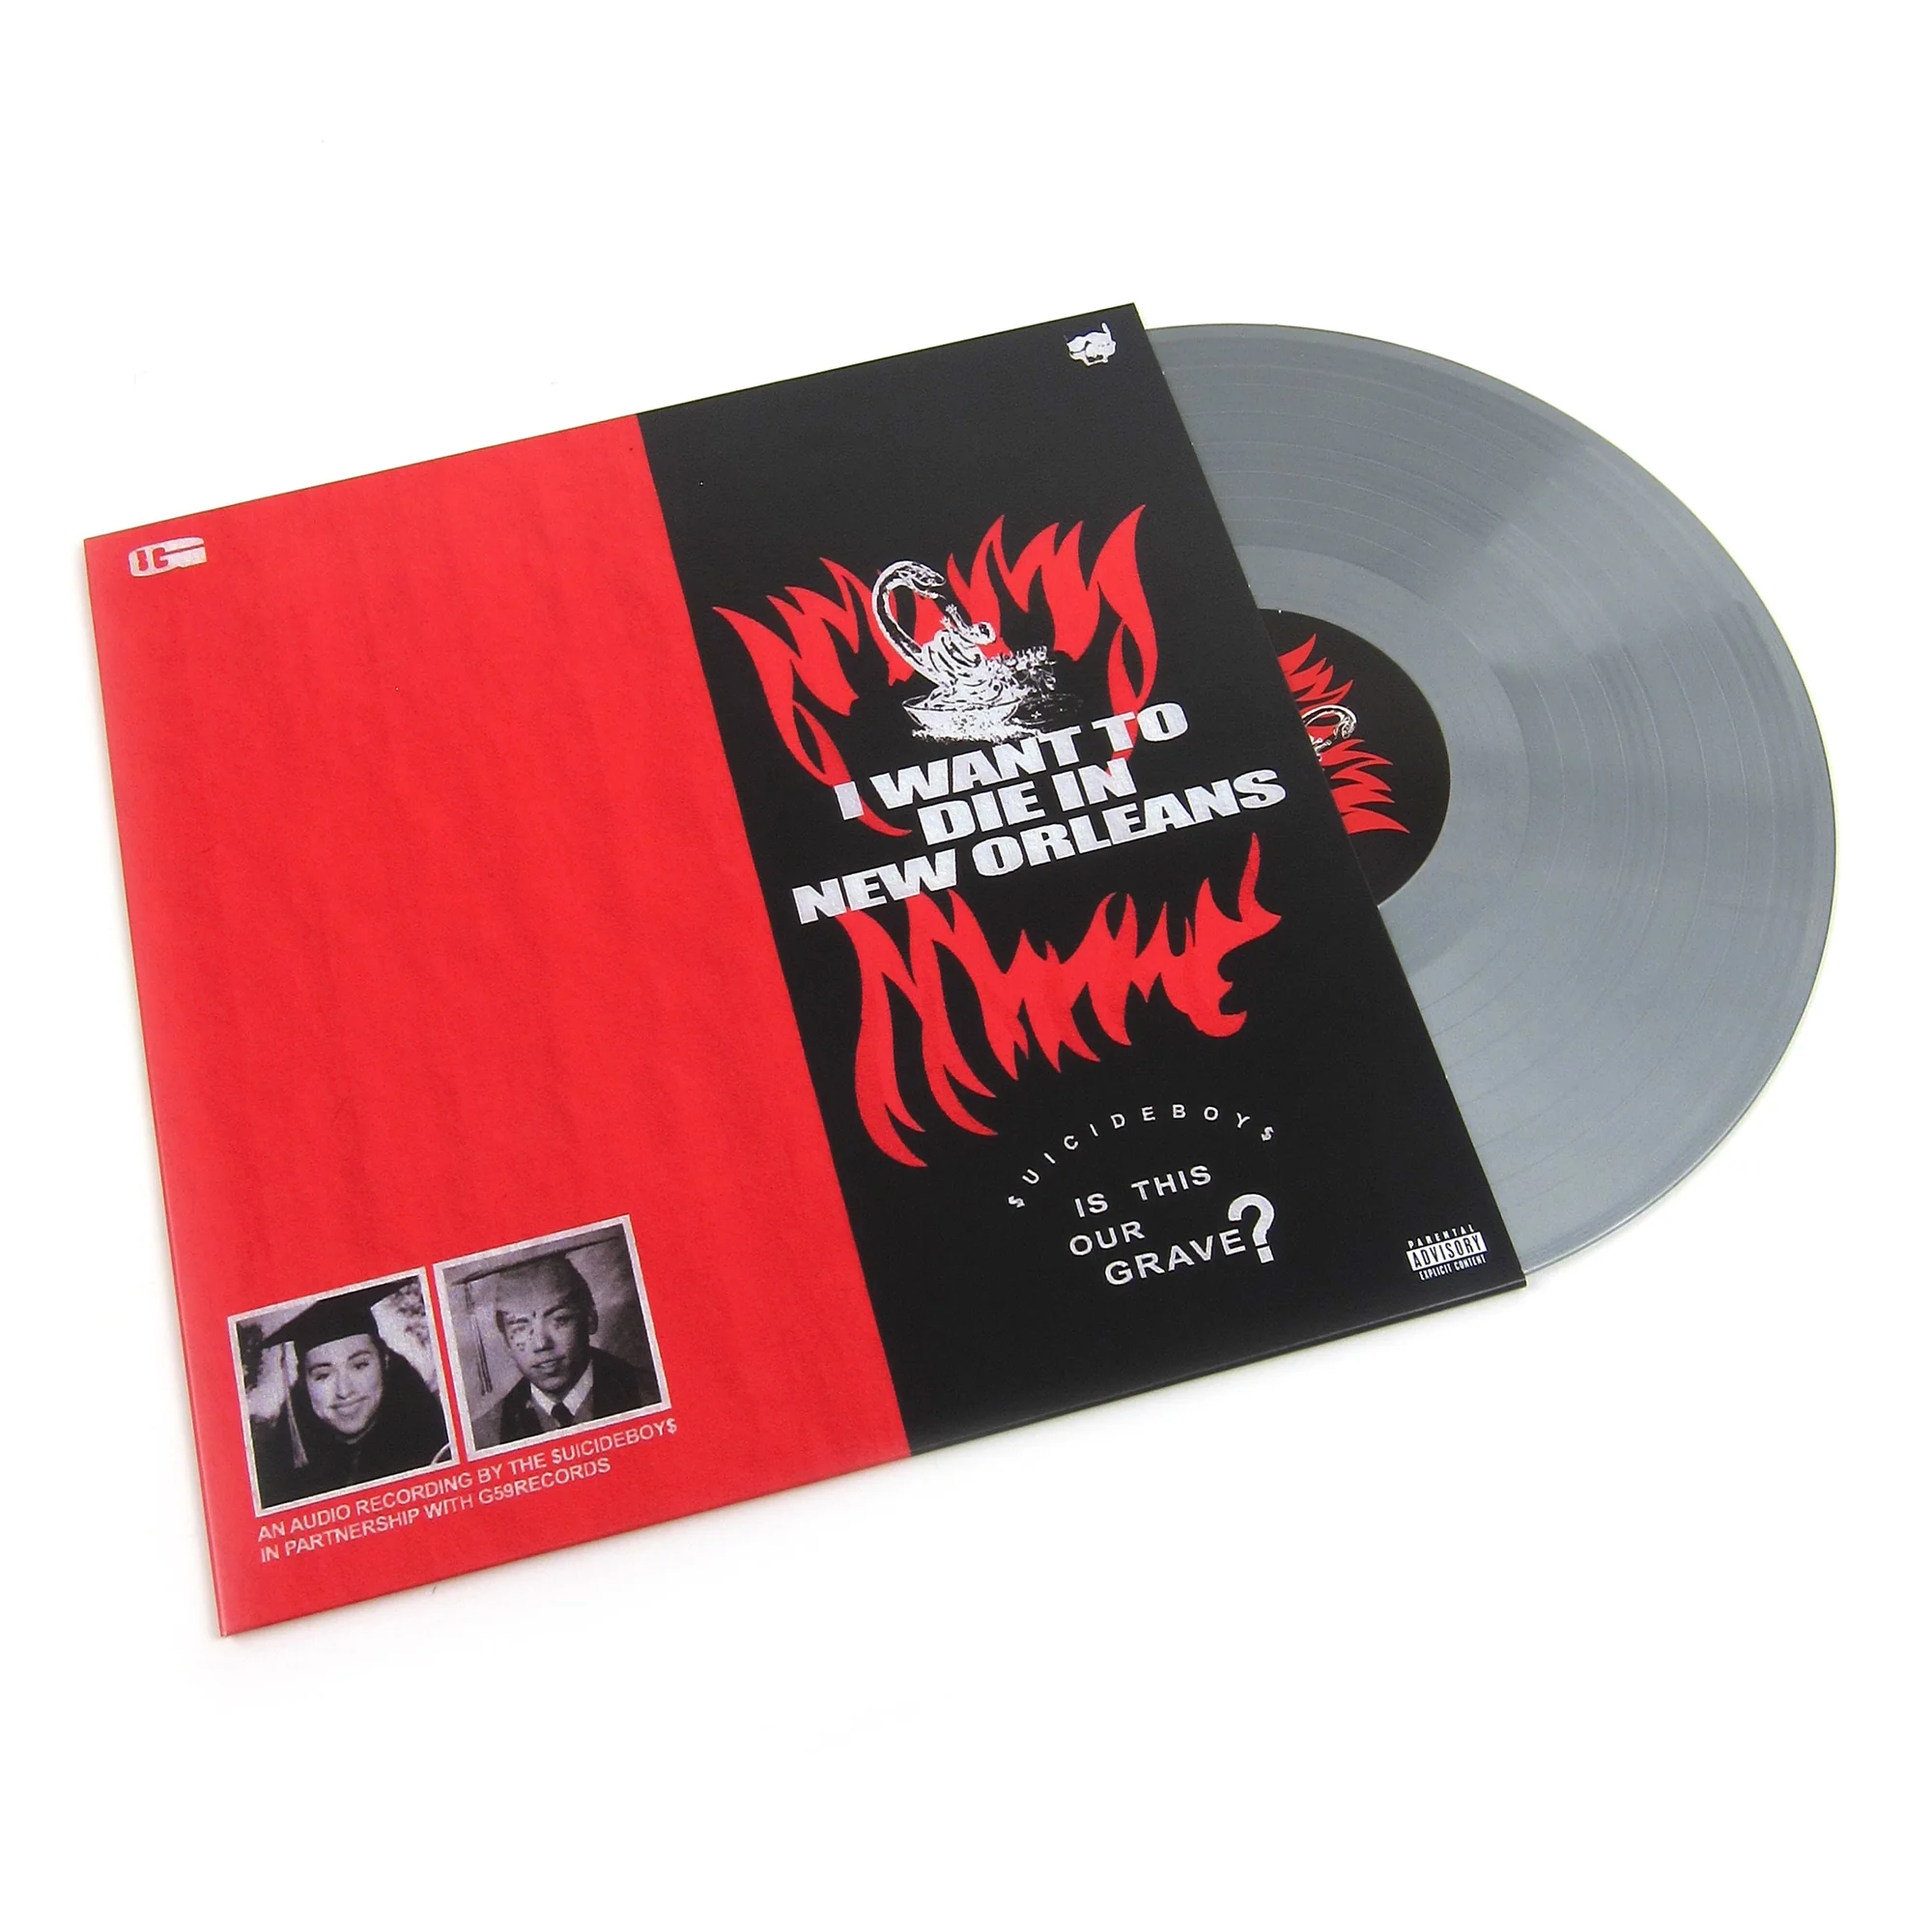 I WANT TO
DIE IN
NEW ORLEANS
$UICIDEBOY$
IS THIS
OUR
GRAVE?
PARENTAL
ADVISORY
EXPLICIT CONTENT
AN AUDIO RECORDING BY THE $UICIDEBOY$
IN PARTNERSHIP WITH G59RECORDS